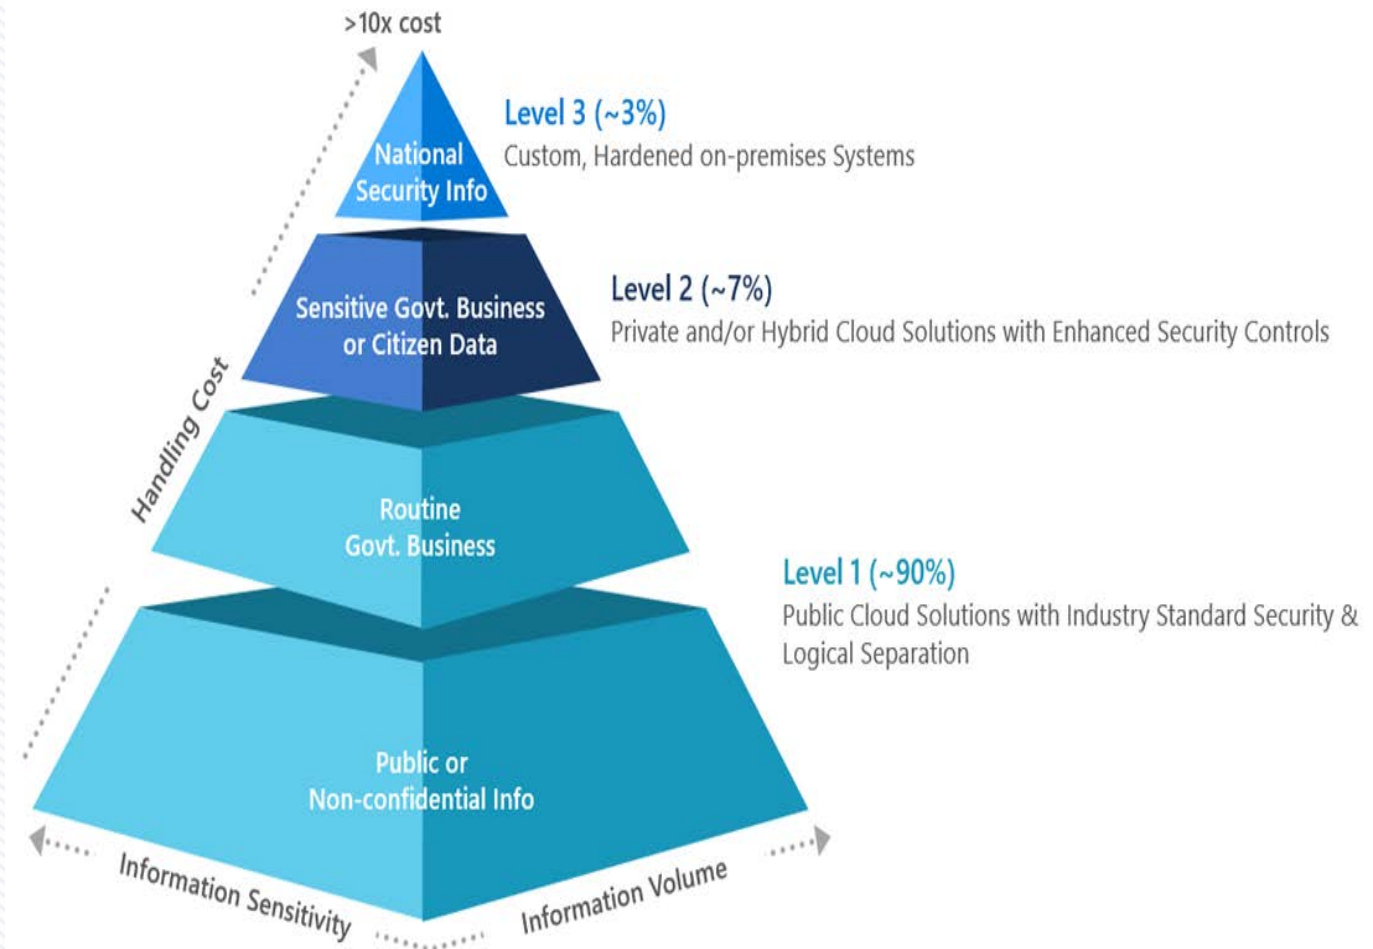 >10x cost
National
Security Info
Level 3 (~3%)
Custom, Hardened on-premises Systems
Sensitive Govt. Business
or Citizen Data
Level 2 (~7%)
Private and/or Hybrid Cloud Solutions with Enhanced Security Controls
Handling Cost
Routine
Govt. Business
Level 1 (~90%)
Public Cloud Solutions with Industry Standard Security &
Logical Separation
Public or
Non-confidential Info
Information Sensitivity
Information Volume